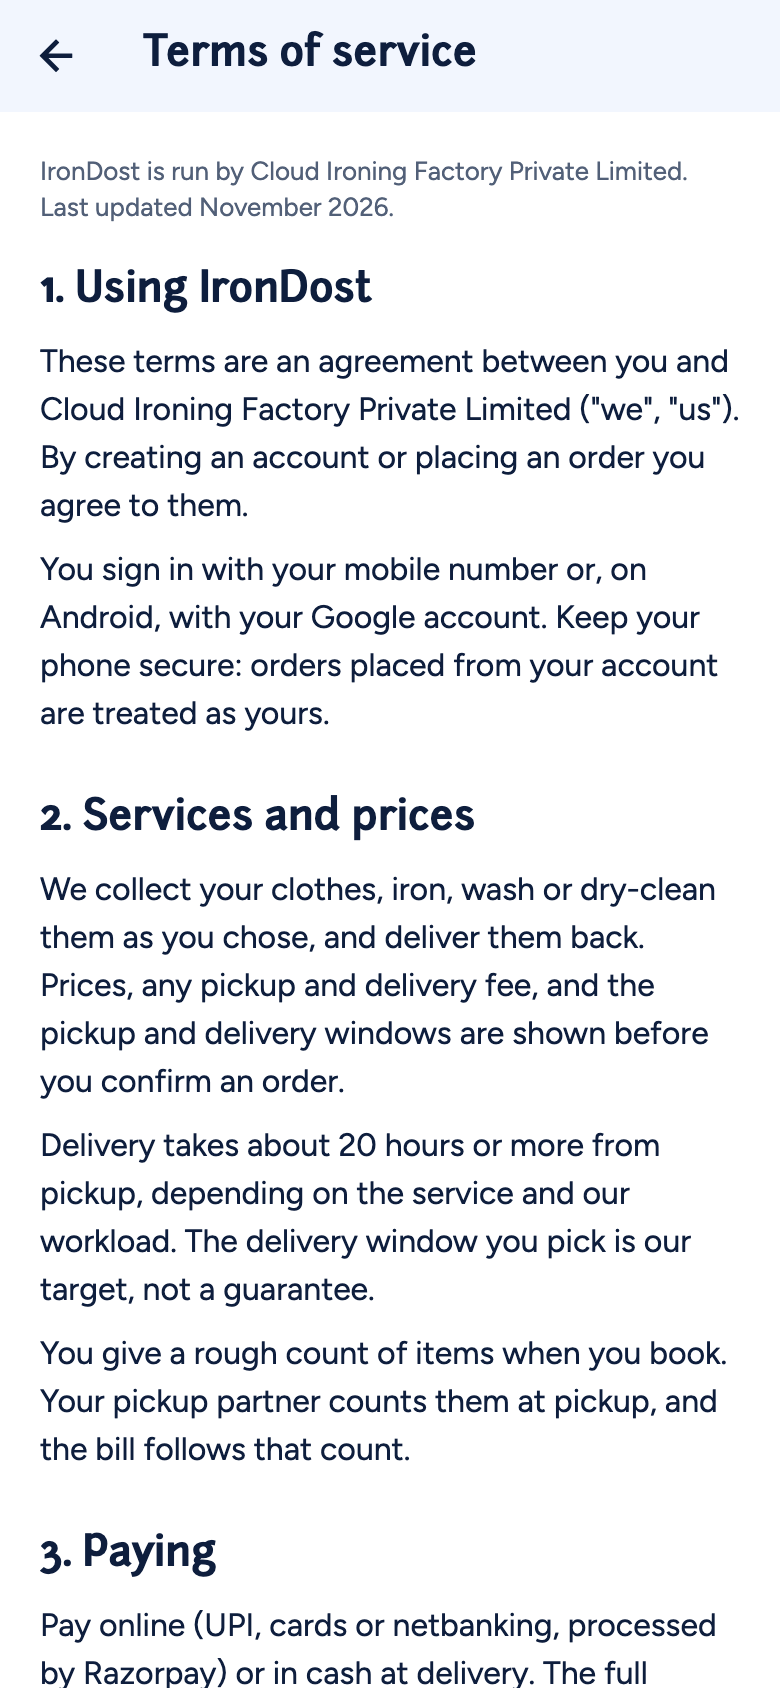 Terms of service
IronDost is run by Cloud Ironing Factory Private Limited.
Last updated November 2026.
1. Using IronDost
These terms are an agreement between you and
Cloud Ironing Factory Private Limited ("we", "us").
By creating an account or placing an order you
agree to them.
You sign in with your mobile number or, on
Android, with your Google account. Keep your
phone secure: orders placed from your account
are treated as yours.
2. Services and prices
We collect your clothes, iron, wash or dry-clean
them as you chose, and deliver them back.
Prices, any pickup and delivery fee, and the
pickup and delivery windows are shown before
you confirm an order.
Delivery takes about 20 hours or more from
pickup, depending on the service and our
workload. The delivery window you pick is our
target, not a guarantee.
You give a rough count of items when you book.
Your pickup partner counts them at pickup, and
the bill follows that count.
3. Paying
Pay online (UPI, cards or netbanking, processed
by Razorpay) or in cash at delivery. The full